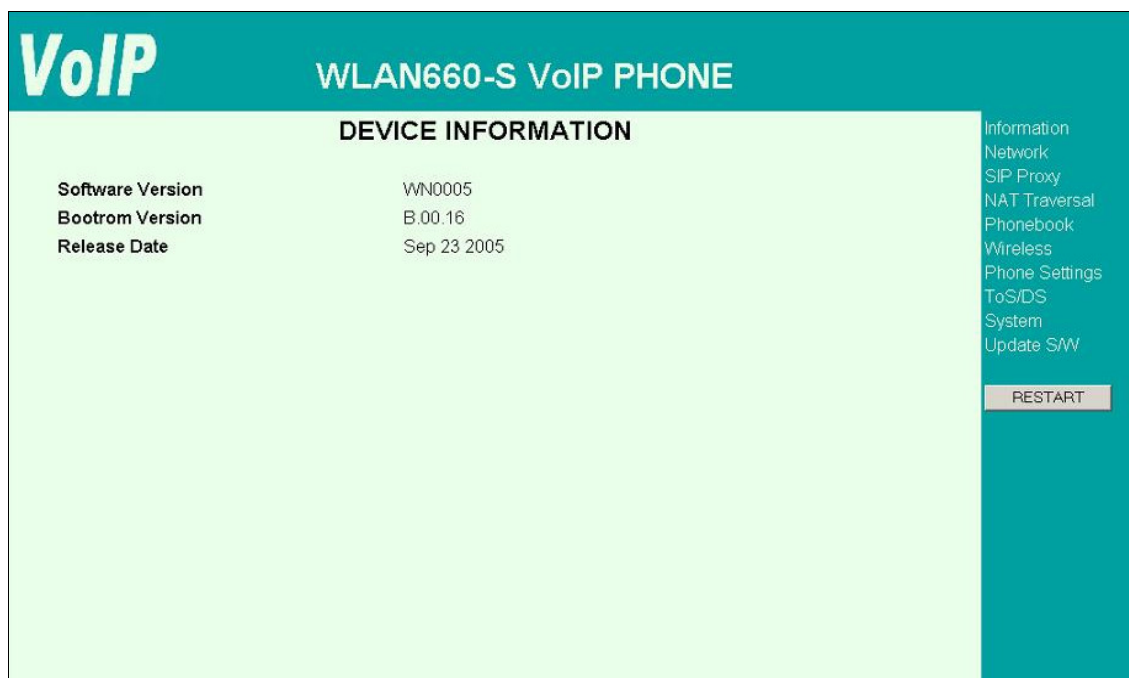 VoIP
WLAN660-S VoIP PHONE
DEVICE INFORMATION
Software Version WN0005
Bootrom Version B.00.16
Release Date Sep 23 2005
Information
Network
SIP Proxy
NAT Traversal
Phonebook
Wireless
Phone Settings
ToS/DS
System
Update S/W
RESTART